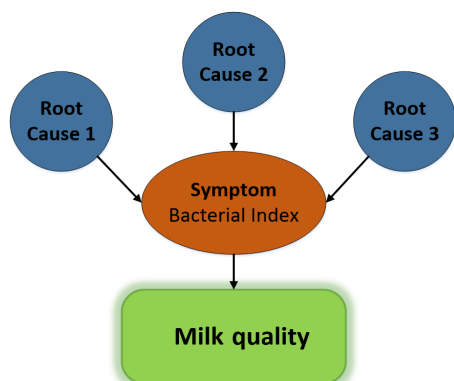 Root
Cause 1
Root
Cause 2
Root
Cause 3
Symptom
Bacterial Index
Milk quality